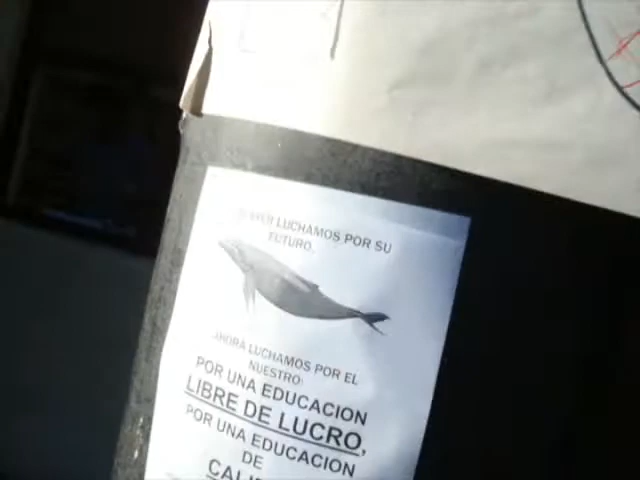 AYER LUCHAMOS POR SU
FUTURO,
AHORA LUCHAMOS POR EL
NUESTRO:
POR UNA EDUCACION
LIBRE DE LUCRO,
POR UNA EDUCACION
DE